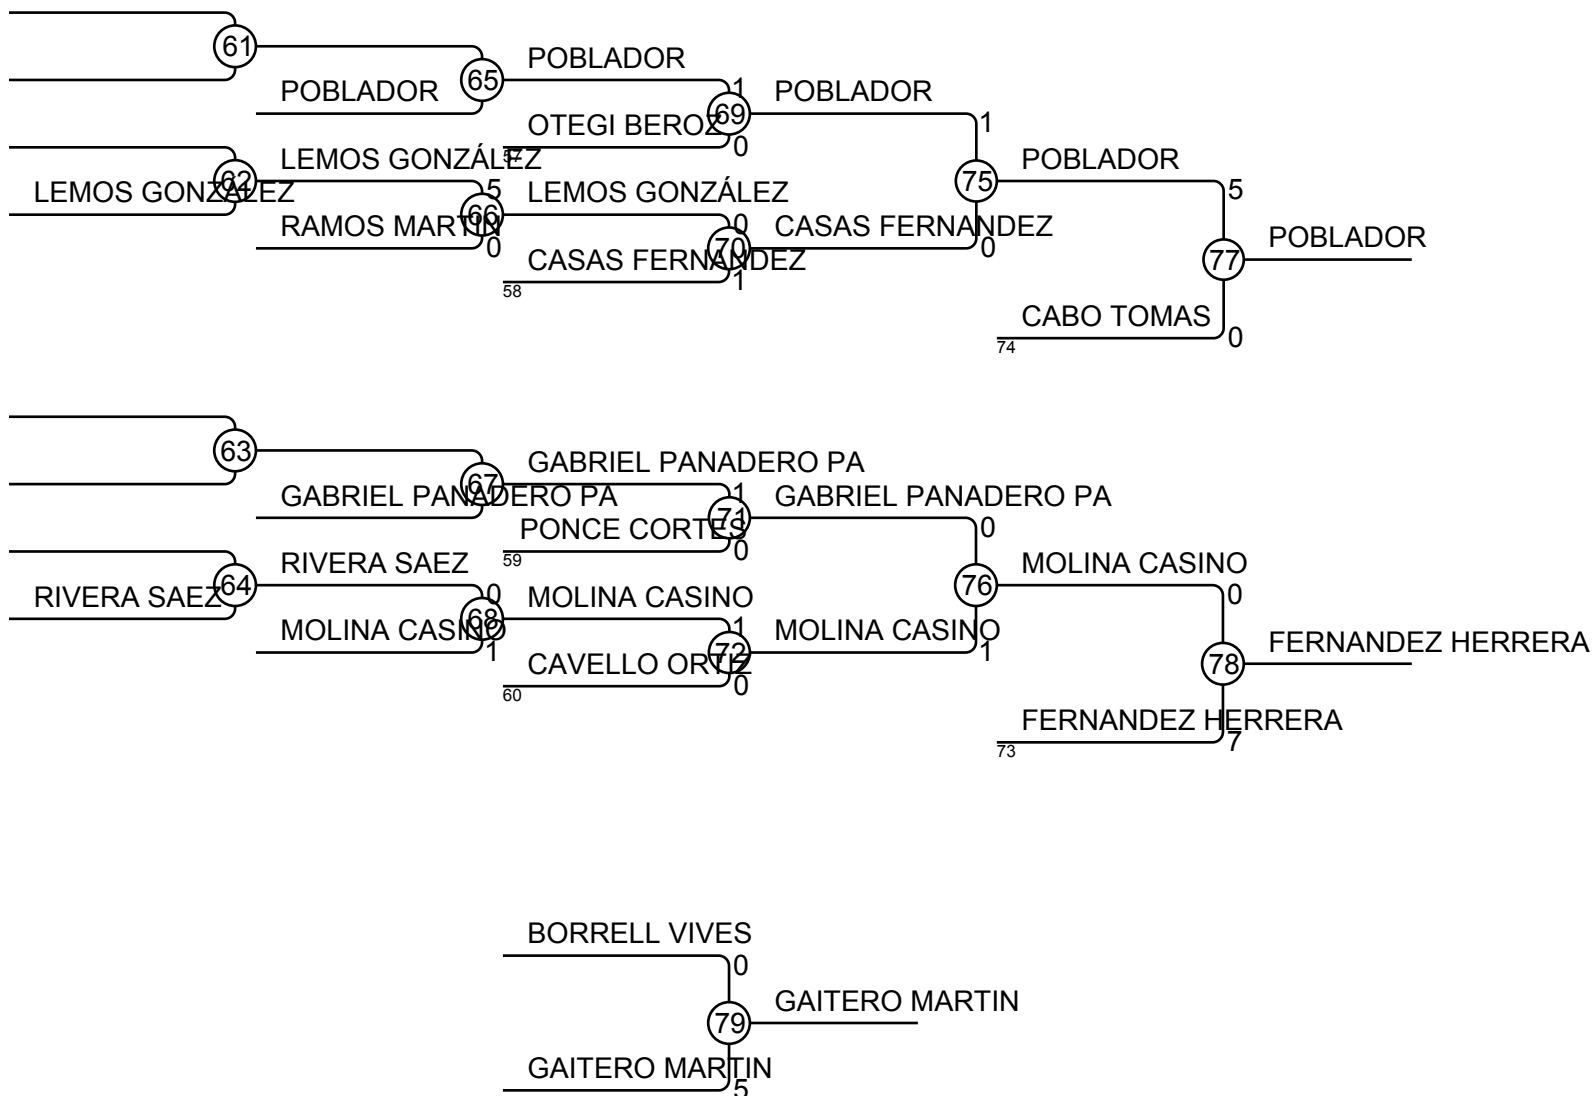 61
POBLADOR
65
POBLADOR
1
69
OTEGI BEROZ
57
0
POBLADOR
1
LEMOS GONZÁLEZ
62
LEMOS GONZÁLEZ
5
66
RAMOS MARTIN
0
LEMOS GONZÁLEZ
0
70
CASAS FERNANDEZ
58
1
CASAS FERNANDEZ
0
75
POBLADOR
5
77
POBLADOR
CABO TOMAS
74
0
63
GABRIEL PANADERO PA
67
GABRIEL PANADERO PA
1
71
PONCE CORTES
59
0
GABRIEL PANADERO PA
0
RIVERA SAEZ
64
RIVERA SAEZ
0
68
MOLINA CASINO
1
MOLINA CASINO
1
72
CAVELLO ORTIZ
60
0
MOLINA CASINO
1
76
MOLINA CASINO
0
78
FERNANDEZ HERRERA
FERNANDEZ HERRERA
73
7
BORRELL VIVES
0
79
GAITERO MARTIN
GAITERO MARTIN
5